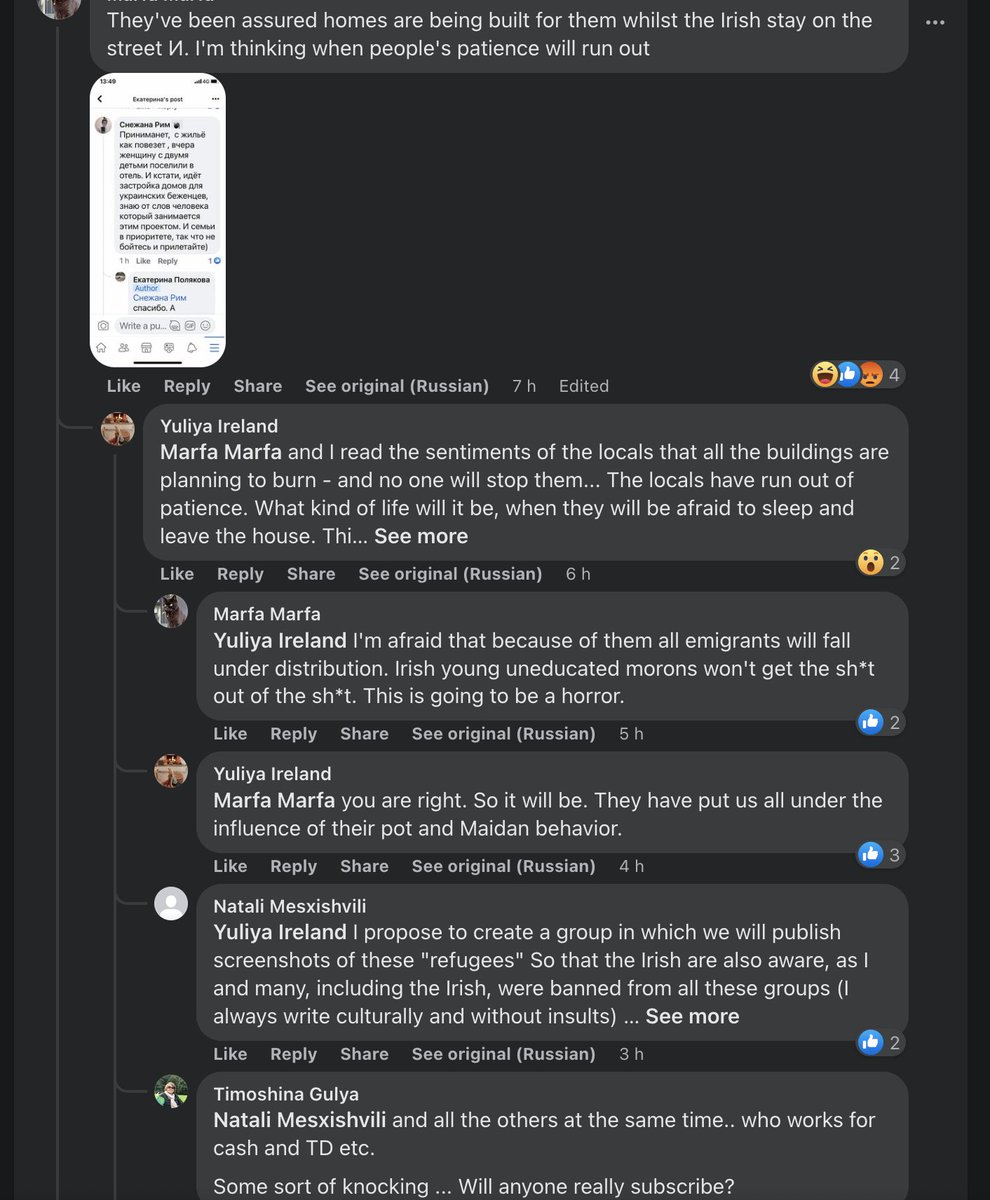 They've been assured homes are being built for them whilst the Irish stay on the
street И. I'm thinking when people's patience will run out
13:49
4G
Екатерина's post
Снежана Рим
Принимает, с жильё
как повезет, вчера
женщину с двумя
детьми поселили в
отель. И кстати, идёт
застройка домов для
украинских беженцев,
знаю от слов человека
который занимается
этим проектом. И семьи
в приоритете, так что не
бойтесь и прилетайте)
1 h Like Reply 1
Екатерина Полякова
Author
Снежана Рим
спасибо. А
Write a pu... GIF
Like Reply Share See original (Russian) 7 h Edited 4
Yuliya Ireland
Marfa Marfa and I read the sentiments of the locals that all the buildings are
planning to burn - and no one will stop them... The locals have run out of
patience. What kind of life will it be, when they will be afraid to sleep and
leave the house. Thi... See more
2
Like Reply Share See original (Russian) 6 h
Marfa Marfa
Yuliya Ireland I'm afraid that because of them all emigrants will fall
under distribution. Irish young uneducated morons won't get the sh*t
out of the sh*t. This is going to be a horror.
2
Like Reply Share See original (Russian) 5 h
Yuliya Ireland
Marfa Marfa you are right. So it will be. They have put us all under the
influence of their pot and Maidan behavior.
3
Like Reply Share See original (Russian) 4 h
Natali Mesxishvili
Yuliya Ireland I propose to create a group in which we will publish
screenshots of these "refugees" So that the Irish are also aware, as I
and many, including the Irish, were banned from all these groups (I
always write culturally and without insults) ... See more
2
Like Reply Share See original (Russian) 3 h
Timoshina Gulya
Natali Mesxishvili and all the others at the same time.. who works for
cash and TD etc.
Some sort of knocking ... Will anyone really subscribe?